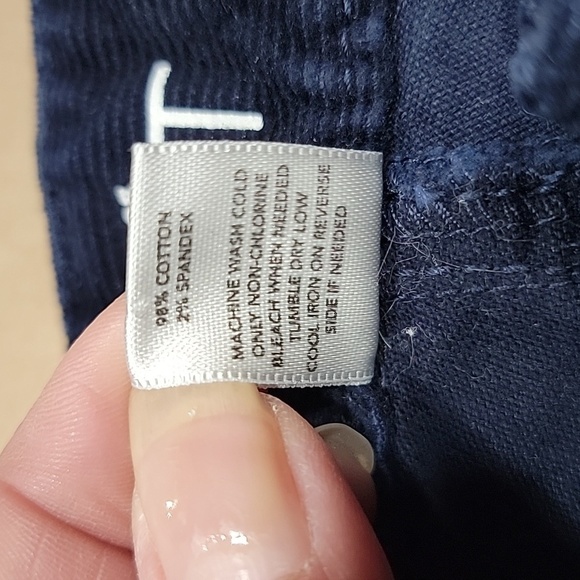 98% COTTON
2% SPANDEX
MACHINE WASH COLD
ONLY NON-CHLORINE
BLEACH WHEN NEEDED
TUMBLE DRY LOW
COOL IRON ON REVERSE
SIDE IF NEEDED